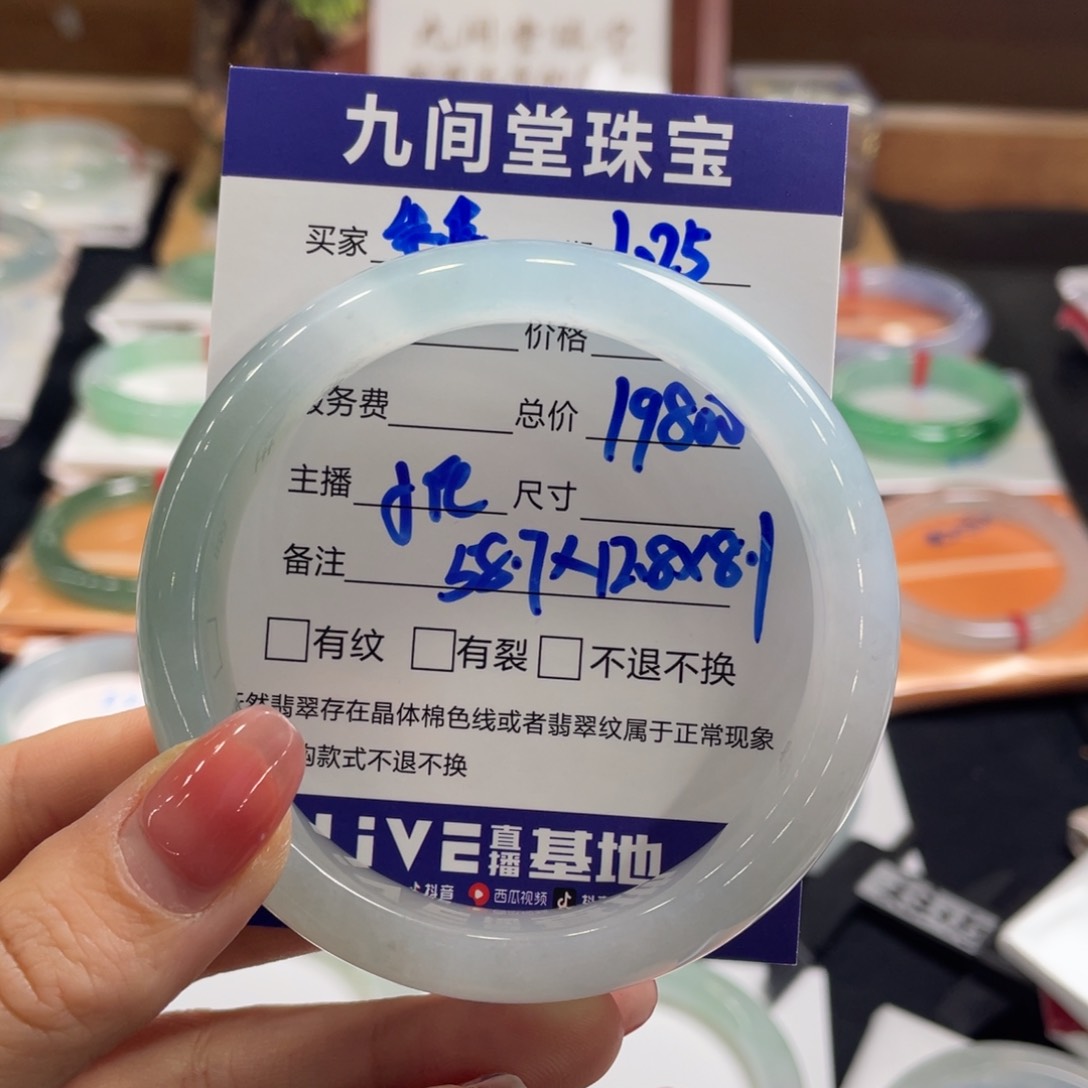 九间堂珠宝
买家 1.25
价格
务费 总价 19800
主播 尺寸
备注 58.7×12.8×8.1
有纹 有裂 不退不换
然翡翠存在晶体棉色线或者翡翠纹属于正常现象
款式不退不换
LiVE直播基地
抖音 西瓜视频 抖